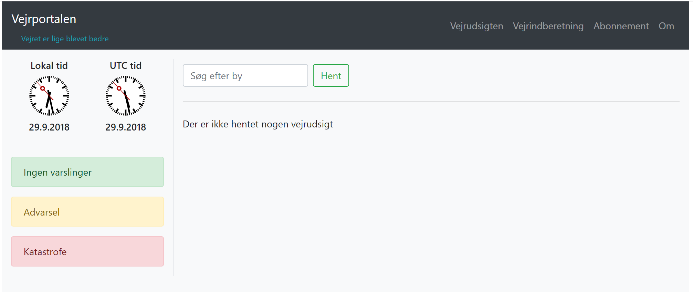 Vejrportalen
Vejret er lige blevet bedre
Vejrudsigten Vejrindberetning Abonnement Om
Lokal tid UTC tid
29.9.2018 29.9.2018
Ingen varslinger
Advarsel
Katastrofe
Søg efter by Hent
Der er ikke hentet nogen vejrudsigt